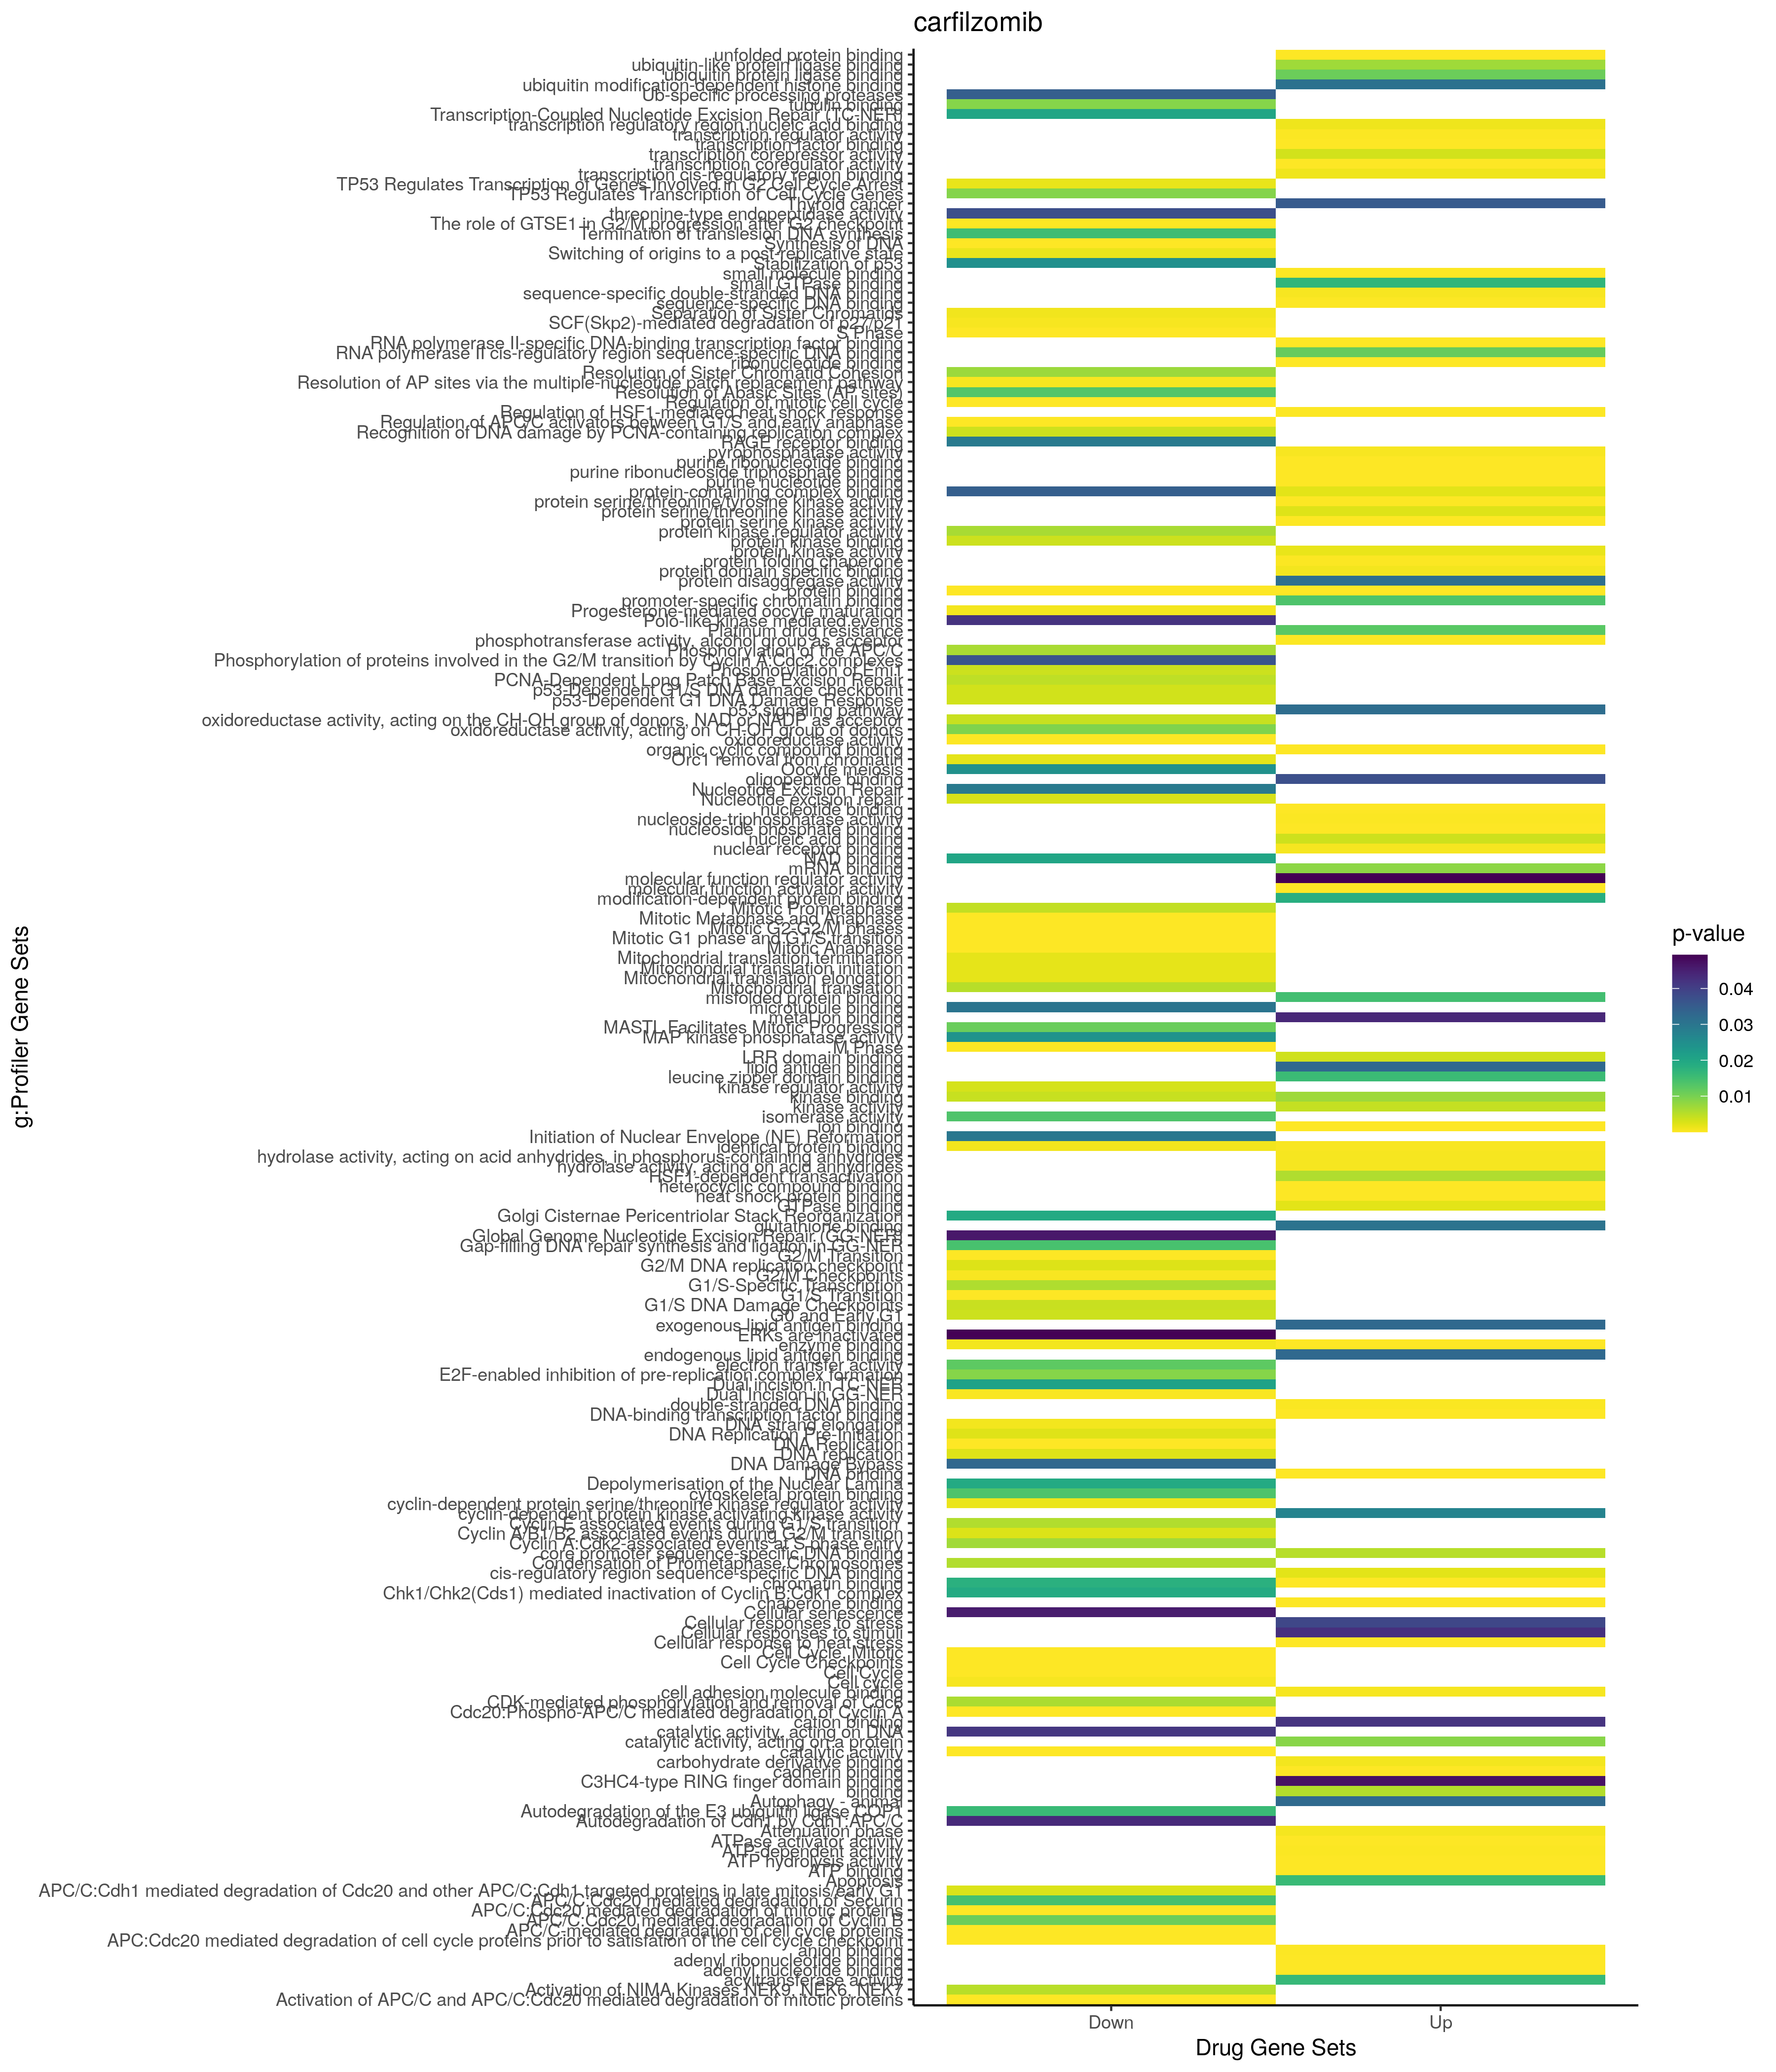 carfilzomib
unfolded protein binding
ubiquitin-like protein ligase binding
ubiquitin protein ligase binding
ubiquitin modification-dependent histone binding
Ub-specific processing proteases
tubulin binding
Transcription-Coupled Nucleotide Excision Repair (TC-NER)
transcription regulatory region nucleic acid binding
transcription regulator activity
transcription factor binding
transcription corepressor activity
transcription coregulator activity
transcription cis-regulatory region binding
TP53 Regulates Transcription of Genes Involved in G2 Cell Cycle Arrest
TP53 Regulates Transcription of Cell Cycle Genes
Thyroid cancer
threonine-type endopeptidase activity
The role of GTSE1 in G2/M progression after G2 checkpoint
Termination of translesion DNA synthesis
Synthesis of DNA
Switching of origins to a post-replicative state
Stabilization of p53
small molecule binding
small GTPase binding
sequence-specific double-stranded DNA binding
sequence-specific DNA binding
Separation of Sister Chromatids
SCF(Skp2)-mediated degradation of p27/p21
S Phase
RNA polymerase II-specific DNA-binding transcription factor binding
RNA polymerase II cis-regulatory region sequence-specific DNA binding
ribonucleotide binding
Resolution of Sister Chromatid Cohesion
Resolution of AP sites via the multiple-nucleotide patch replacement pathway
Resolution of Abasic Sites (AP sites)
Regulation of mitotic cell cycle
Regulation of HSF1-mediated heat shock response
Regulation of APC/C activators between G1/S and early anaphase
Recognition of DNA damage by PCNA-containing replication complex
RAGE receptor binding
pyrophosphatase activity
purine ribonucleotide binding
purine ribonucleoside triphosphate binding
purine nucleotide binding
protein-containing complex binding
protein serine/threonine/tyrosine kinase activity
protein serine/threonine kinase activity
protein serine kinase activity
protein kinase regulator activity
protein kinase binding
protein kinase activity
protein folding chaperone
protein domain specific binding
protein disaggregase activity
protein binding
promoter-specific chromatin binding
Progesterone-mediated oocyte maturation
Polo-like kinase mediated events
Platinum drug resistance
phosphotransferase activity, alcohol group as acceptor
Phosphorylation of the APC/C
Phosphorylation of proteins involved in the G2/M transition by Cyclin A:Cdc2 complexes
Phosphorylation of Emi1
PCNA-Dependent Long Patch Base Excision Repair
p53-Dependent G1/S DNA damage checkpoint
p53-Dependent G1 DNA Damage Response
p53 signaling pathway
oxidoreductase activity, acting on the CH-OH group of donors, NAD or NADP as acceptor
oxidoreductase activity, acting on CH-OH group of donors
oxidoreductase activity
organic cyclic compound binding
Orc1 removal from chromatin
Oocyte meiosis
oligopeptide binding
Nucleotide Excision Repair
Nucleotide excision repair
nucleotide binding
nucleoside-triphosphatase activity
nucleoside phosphate binding
nucleic acid binding
nuclear receptor binding
NAD binding
mRNA binding
molecular function regulator activity
molecular function activator activity
modification-dependent protein binding
Mitotic Prometaphase
Mitotic Metaphase and Anaphase
Mitotic G2-G2/M phases
Mitotic G1 phase and G1/S transition
Mitotic Anaphase
Mitochondrial translation termination
Mitochondrial translation initiation
Mitochondrial translation elongation
Mitochondrial translation
misfolded protein binding
microtubule binding
metal ion binding
MASTL Facilitates Mitotic Progression
MAP kinase phosphatase activity
M Phase
LRR domain binding
lipid antigen binding
leucine zipper domain binding
kinase regulator activity
kinase binding
kinase activity
isomerase activity
ion binding
Initiation of Nuclear Envelope (NE) Reformation
identical protein binding
hydrolase activity, acting on acid anhydrides, in phosphorus-containing anhydrides
hydrolase activity, acting on acid anhydrides
HSF1-dependent transactivation
heterocyclic compound binding
heat shock protein binding
GTPase binding
Golgi Cisternae Pericentriolar Stack Reorganization
glutathione binding
Global Genome Nucleotide Excision Repair (GG-NER)
Gap-filling DNA repair synthesis and ligation in GG-NER
G2/M Transition
G2/M DNA replication checkpoint
G2/M Checkpoints
G1/S-Specific Transcription
G1/S Transition
G1/S DNA Damage Checkpoints
G0 and Early G1
exogenous lipid antigen binding
ERKs are inactivated
enzyme binding
endogenous lipid antigen binding
electron transfer activity
E2F-enabled inhibition of pre-replication complex formation
Dual incision in TC-NER
Dual Incision in GG-NER
double-stranded DNA binding
DNA-binding transcription factor binding
DNA strand elongation
DNA Replication Pre-Initiation
DNA Replication
DNA replication
DNA Damage Bypass
DNA binding
Depolymerisation of the Nuclear Lamina
cytoskeletal protein binding
cyclin-dependent protein serine/threonine kinase regulator activity
cyclin-dependent protein kinase activating kinase activity
Cyclin E associated events during G1/S transition
Cyclin A/B1/B2 associated events during G2/M transition
Cyclin A:Cdk2-associated events at S phase entry
core promoter sequence-specific DNA binding
Condensation of Prometaphase Chromosomes
cis-regulatory region sequence-specific DNA binding
chromatin binding
Chk1/Chk2(Cds1) mediated inactivation of Cyclin B:Cdk1 complex
chaperone binding
Cellular senescence
Cellular responses to stress
Cellular responses to stimuli
Cellular response to heat stress
Cell Cycle, Mitotic
Cell Cycle Checkpoints
Cell Cycle
Cell cycle
cell adhesion molecule binding
CDK-mediated phosphorylation and removal of Cdc6
Cdc20:Phospho-APC/C mediated degradation of Cyclin A
cation binding
catalytic activity, acting on DNA
catalytic activity, acting on a protein
catalytic activity
carbohydrate derivative binding
cadherin binding
C3HC4-type RING finger domain binding
binding
Autophagy - animal
Autodegradation of the E3 ubiquitin ligase COP1
Autodegradation of Cdh1 by Cdh1:APC/C
Attenuation phase
ATPase activator activity
ATP-dependent activity
ATP hydrolysis activity
ATP binding
Apoptosis
APC/C:Cdh1 mediated degradation of Cdc20 and other APC/C:Cdh1 targeted proteins in late mitosis/early G1
APC/C:Cdc20 mediated degradation of Securin
APC/C:Cdc20 mediated degradation of mitotic proteins
APC/C:Cdc20 mediated degradation of Cyclin B
APC/C-mediated degradation of cell cycle proteins
APC:Cdc20 mediated degradation of cell cycle proteins prior to satisfation of the cell cycle checkpoint
anion binding
adenyl ribonucleotide binding
adenyl nucleotide binding
acyltransferase activity
Activation of NIMA Kinases NEK9, NEK6, NEK7
Activation of APC/C and APC/C:Cdc20 mediated degradation of mitotic proteins
g:Profiler Gene Sets
Down
Up
Drug Gene Sets
p-value
0.04
0.03
0.02
0.01